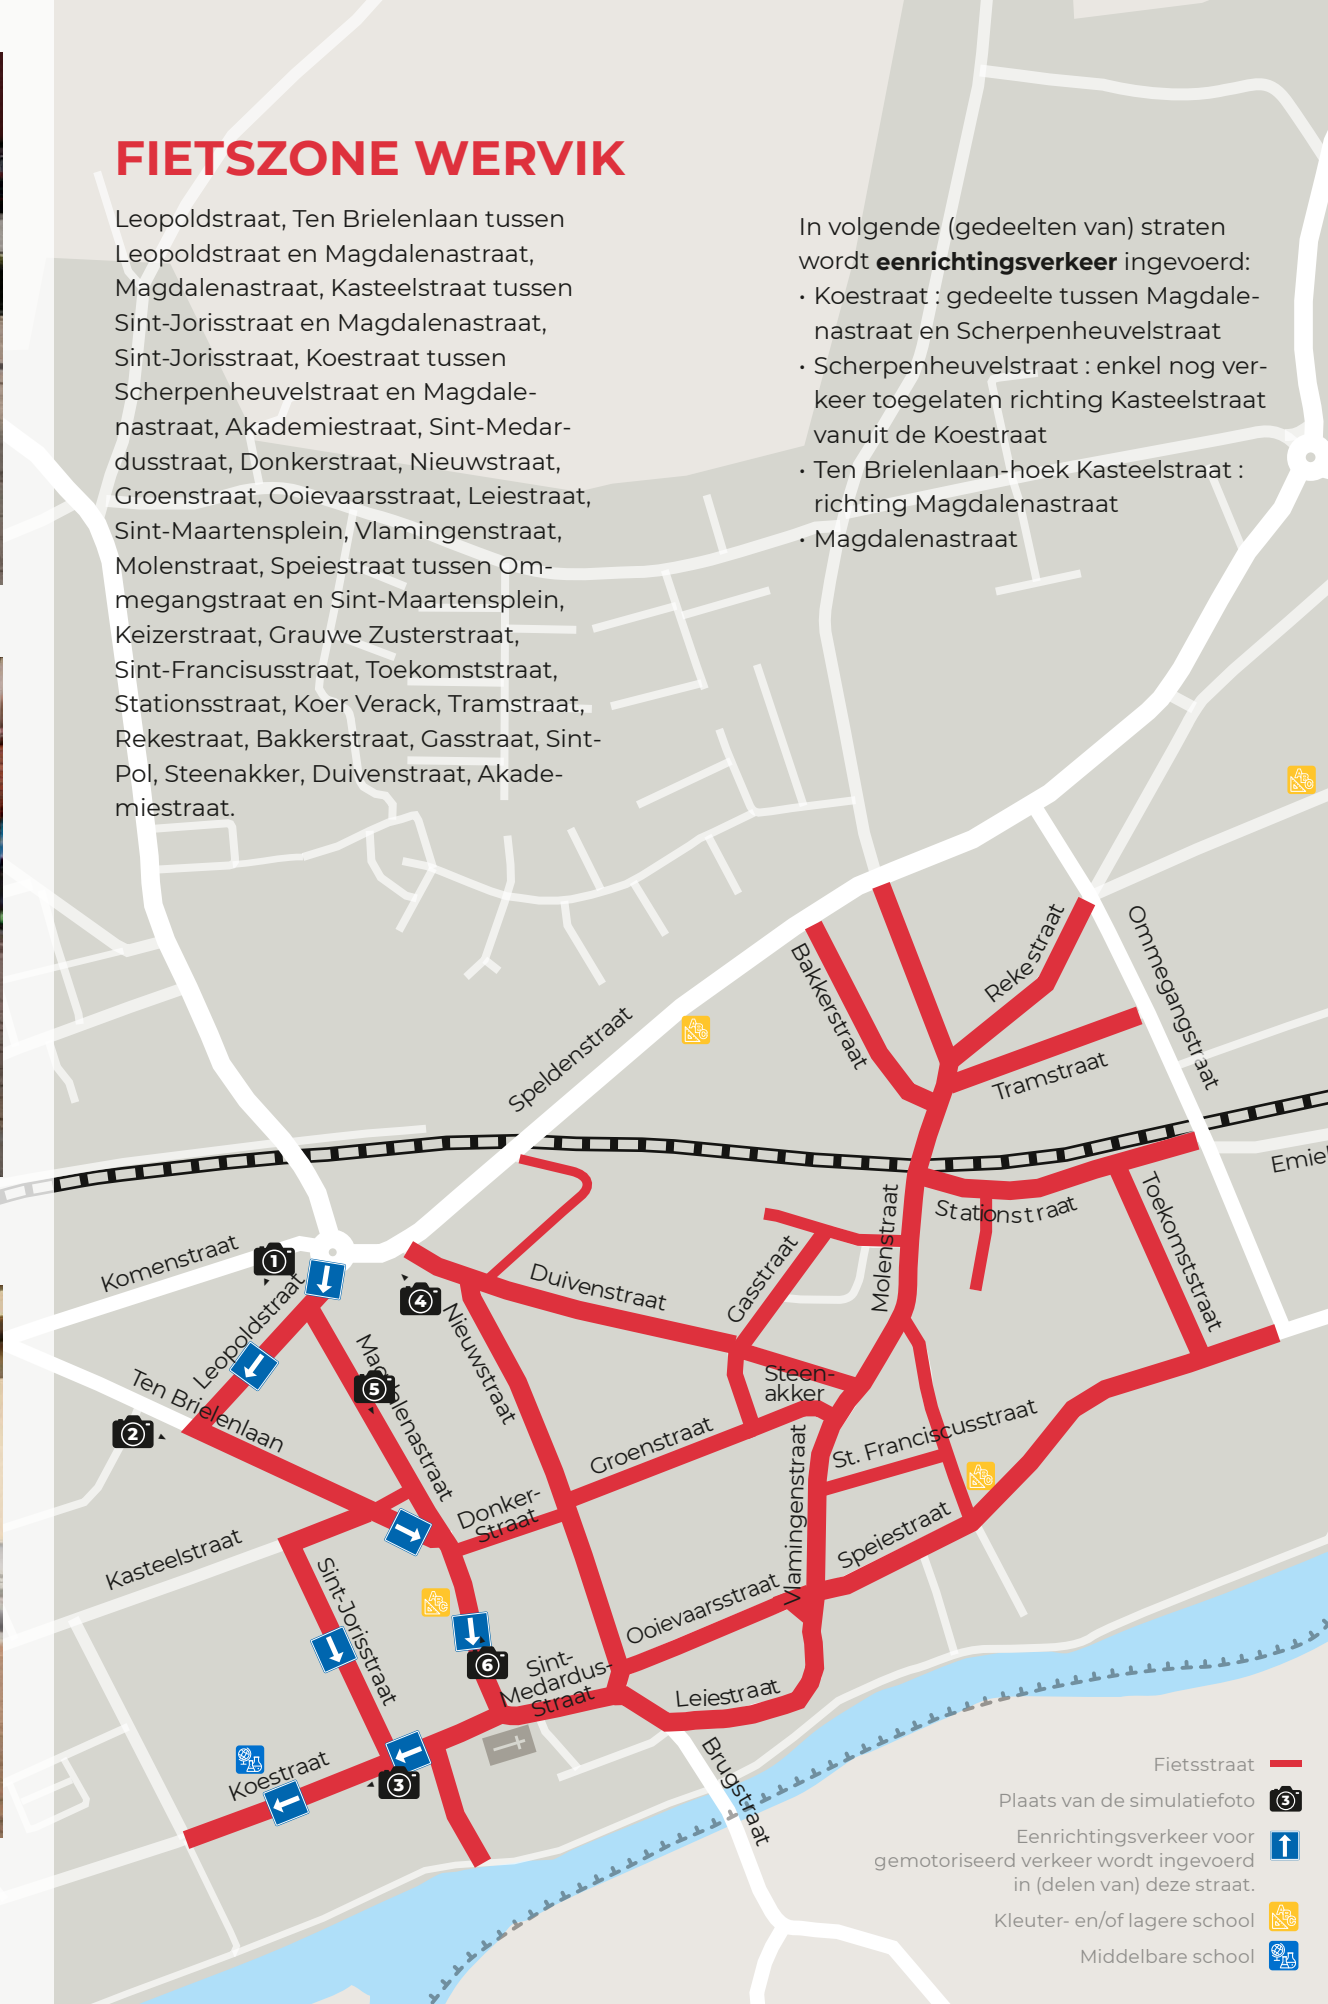 FIETSZONE WERVIK
Leopoldstraat, Ten Brielenlaan tussen
Leopoldstraat en Magdalenastraat,
Magdalenastraat, Kasteelstraat tussen
Sint-Jorisstraat en Magdalenastraat,
Sint-Jorisstraat, Koestraat tussen
Scherpenheuvelstraat en Magdale-
nastraat, Akademiestraat, Sint-Medar-
dusstraat, Donkerstraat, Nieuwstraat,
Groenstraat, Ooievaarsstraat, Leiestraat,
Sint-Maartensplein, Vlamingenstraat,
Molenstraat, Speiestraat tussen Om-
megangstraat en Sint-Maartensplein,
Keizerstraat, Grauwe Zusterstraat,
Sint-Francisusstraat, Toekomststraat,
Stationsstraat, Koer Verack, Tramstraat,
Rekestraat, Bakkerstraat, Gasstraat, Sint-
Pol, Steenakker, Duivenstraat, Akade-
miestraat.
In volgende (gedeelten van) straten
wordt eenrichtingsverkeer ingevoerd:
• Koestraat : gedeelte tussen Magdale-
nastraat en Scherpenheuvelstraat
• Scherpenheuvelstraat : enkel nog ver-
keer toegelaten richting Kasteelstraat
vanuit de Koestraat
• Ten Brielenlaan-hoek Kasteelstraat :
richting Magdalenastraat
• Magdalenastraat
Bakkerstraat
Rekestraat
Ommegangstraat
Speldenstraat
Tramstraat
Emiel
Stationstraat
Toekomststraat
Molenstraat
Komenstraat
1
Leopoldstraat
4
Duivenstraat
Gasstraat
Nieuwstraat
Magdalenastraat
5
Ten Brielenlaan
2
Steen-
akker
Groenstraat
St. Franciscusstraat
Vlamingenstraat
Donker-
Straat
Speiestraat
Kasteelstraat
Sint-Jorisstraat
Ooievaarsstraat
6
Sint-
Medardus-
Straat
Leiestraat
Brugstraat
Koestraat
3
Fietsstraat
Plaats van de simulatiefoto
3
Eenrichtingsverkeer voor
gemotoriseerd verkeer wordt ingevoerd
in (delen van) deze straat.
Kleuter- en/of lagere school
Middelbare school